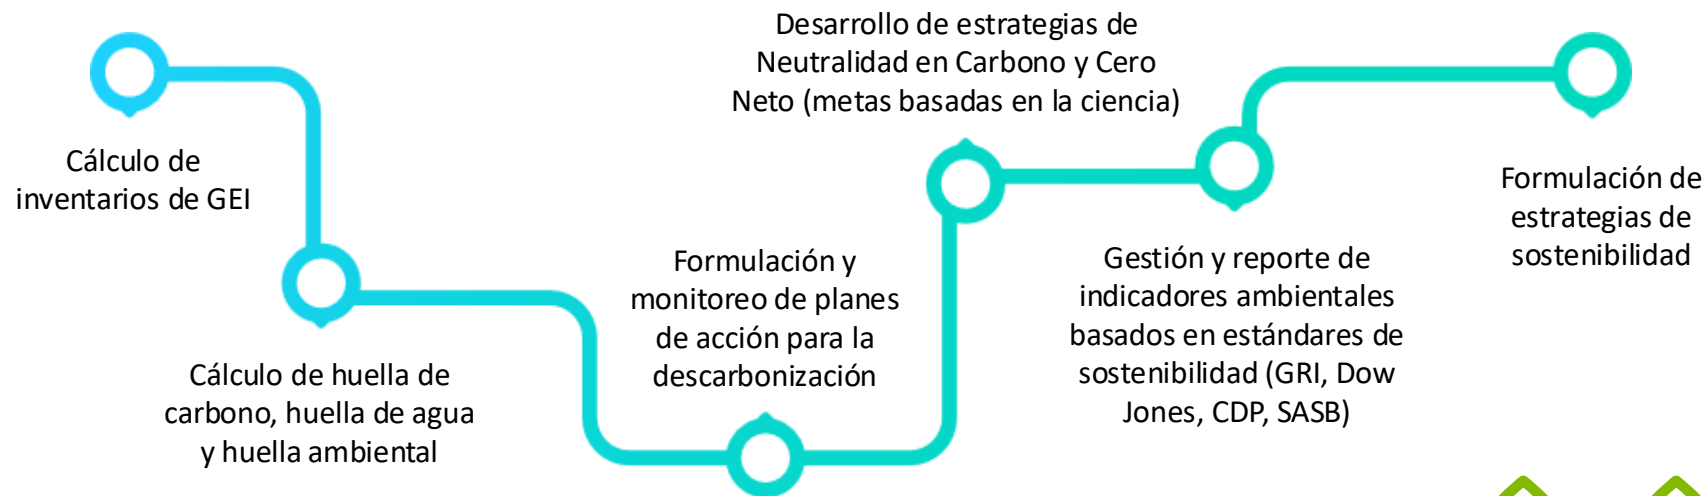 Cálculo de
inventarios de GEI
Cálculo de huella de
carbono, huella de agua
y huella ambiental
Formulación y
monitoreo de planes
de acción para la
descarbonización
Desarrollo de estrategias de
Neutralidad en Carbono y Cero
Neto (metas basadas en la ciencia)
Gestión y reporte de
indicadores ambientales
basados en estándares de
sostenibilidad (GRI, Dow
Jones, CDP, SASB)
Formulación de
estrategias de
sostenibilidad